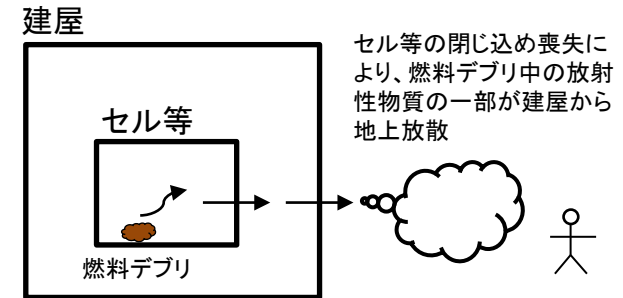 建屋
セル等の閉じ込め喪失に
より、燃料デブリ中の放射
性物質の一部が建屋から
地上放散
セル等
燃料デブリ